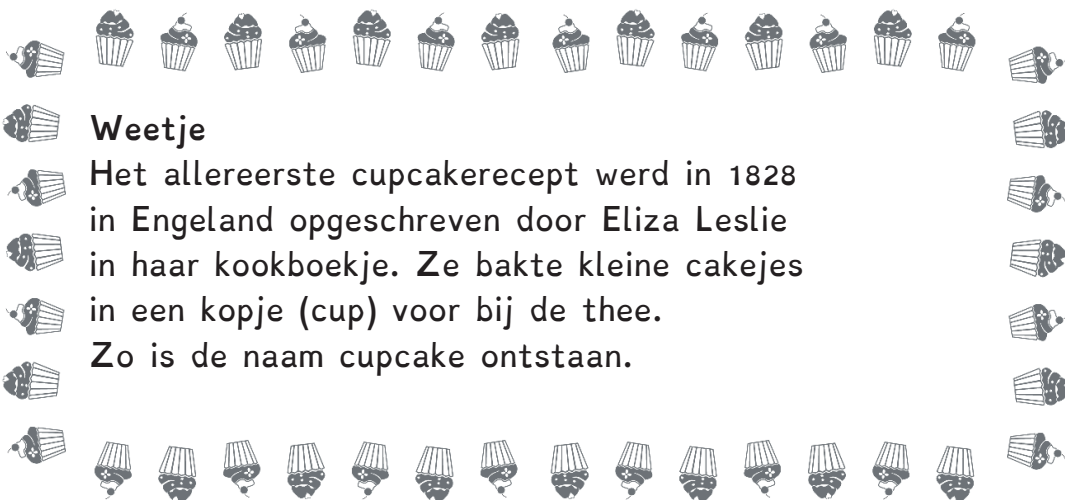 Weetje
Het allereerste cupcakerecept werd in 1828
in Engeland opgeschreven door Eliza Leslie
in haar kookboekje. Ze bakte kleine cakejes
in een kopje (cup) voor bij de thee.
Zo is de naam cupcake ontstaan.